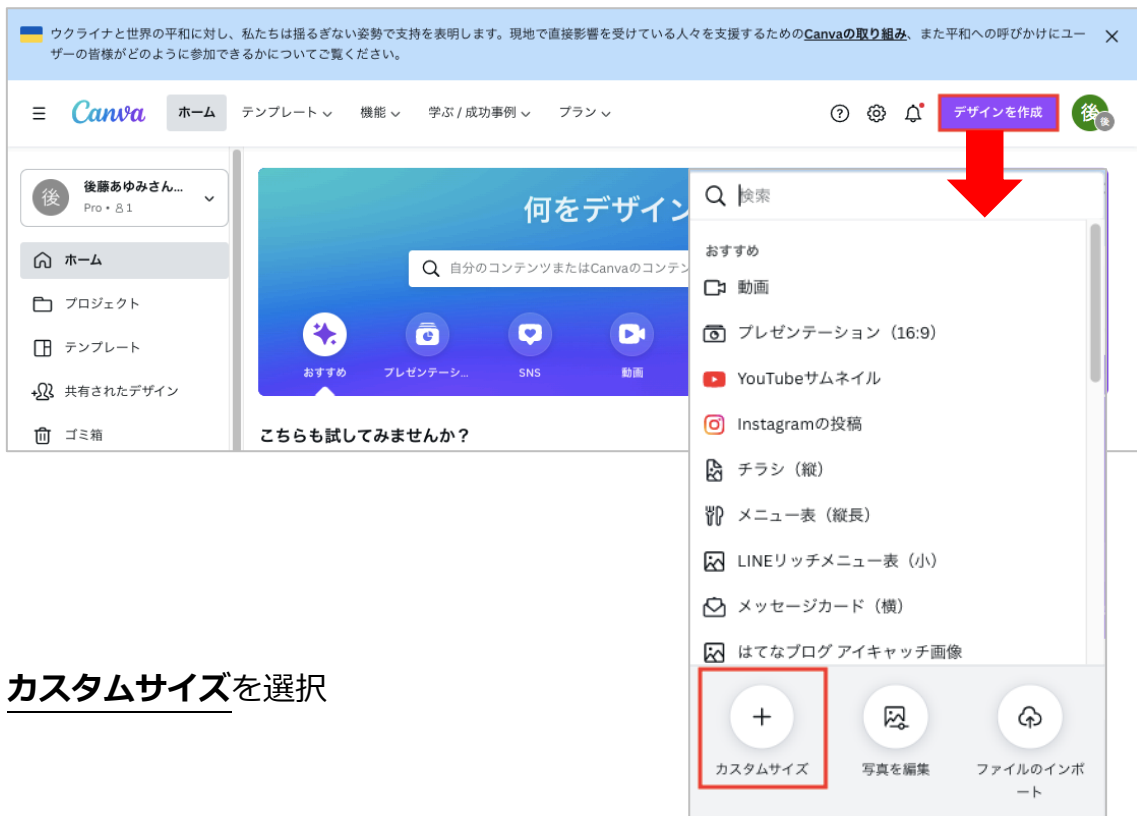 ウクライナと世界の平和に対し、私たちは揺るぎない姿勢で支持を表明します。現地で直接影響を受けている人々を支援するためのCanvaの取り組み、また平和への呼びかけにユー
ザーの皆様がどのように参加できるかについてご覧ください。
Canva
ホーム
テンプレート
機能
学ぶ / 成功事例
プラン
デザインを作成
後
後
後
後藤あゆみさん...
Pro • 1
ホーム
プロジェクト
テンプレート
共有されたデザイン
ゴミ箱
何をデザイン
自分のコンテンツまたはCanvaのコンテン
おすすめ
プレゼンテーシ...
SNS
動画
こちらも試してみませんか？
検索
おすすめ
動画
プレゼンテーション（16:9）
YouTubeサムネイル
Instagramの投稿
チラシ（縦）
メニュー表（縦長）
LINEリッチメニュー表（小）
メッセージカード（横）
はてなブログ アイキャッチ画像
カスタムサイズ
写真を編集
ファイルのインポ
ート
カスタムサイズを選択